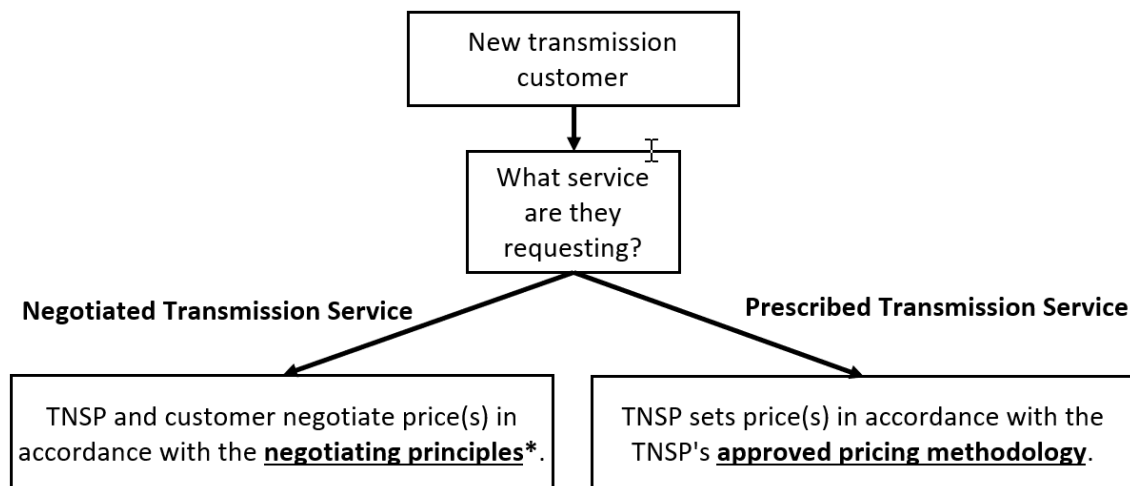 New transmission
customer
What service
are they
requesting?
Negotiated Transmission Service
Prescribed Transmission Service
TNSP and customer negotiate price(s) in
accordance with the negotiating principles*.
TNSP sets price(s) in accordance with the
TNSP's approved pricing methodology.